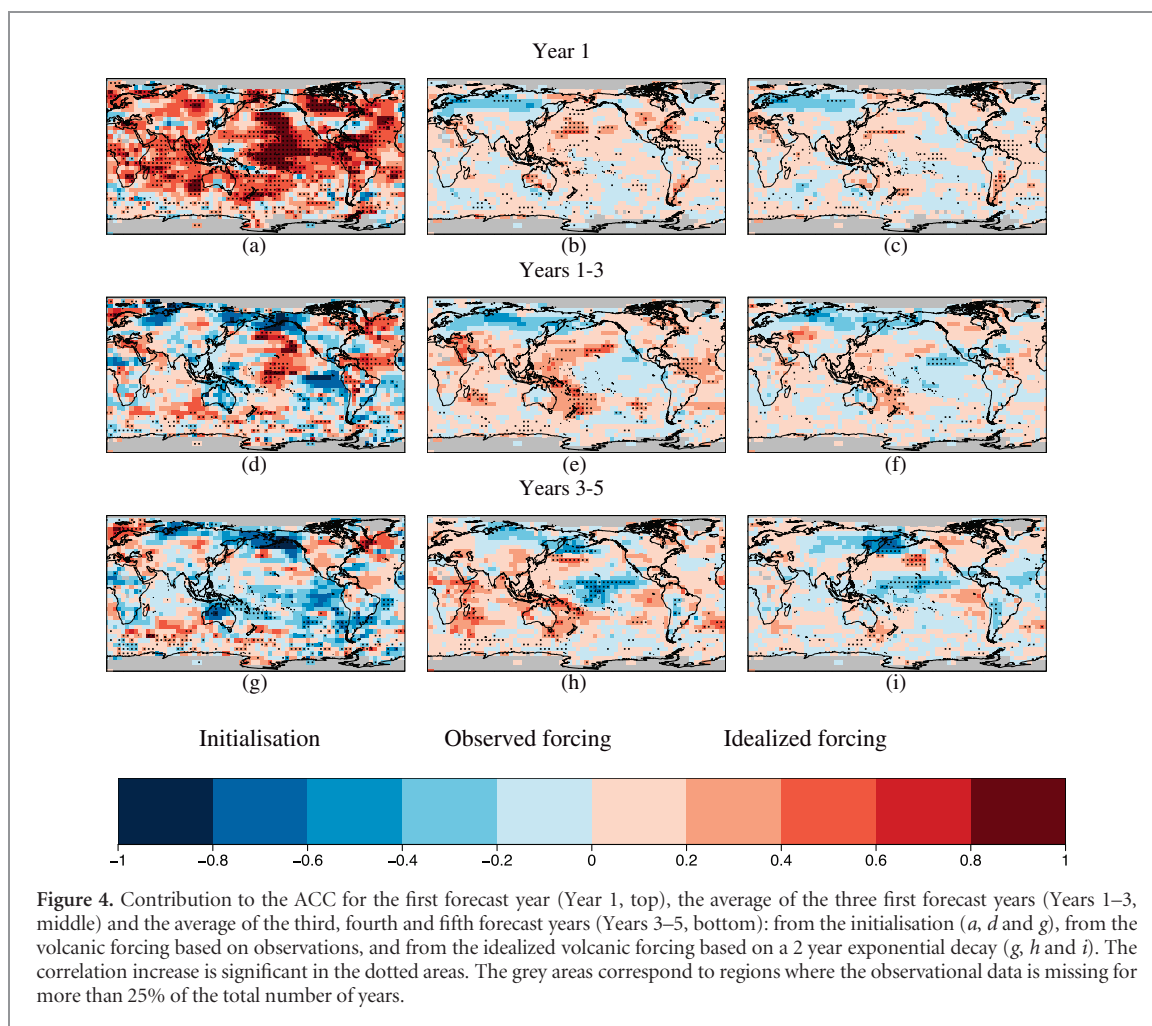 Year 1
(a)
(b)
(c)
Years 1-3
(d)
(e)
(f)
Years 3-5
(g)
(h)
(i)
Initialisation
Observed forcing
Idealized forcing
−1 −0.8 −0.6 −0.4 −0.2 0 0.2 0.4 0.6 0.8 1
Figure 4. Contribution to the ACC for the first forecast year (Year 1, top), the average of the three first forecast years (Years 1–3,
middle) and the average of the third, fourth and fifth forecast years (Years 3–5, bottom): from the initialisation (a, d and g), from the
volcanic forcing based on observations, and from the idealized volcanic forcing based on a 2 year exponential decay (g, h and i). The
correlation increase is significant in the dotted areas. The grey areas correspond to regions where the observational data is missing for
more than 25% of the total number of years.